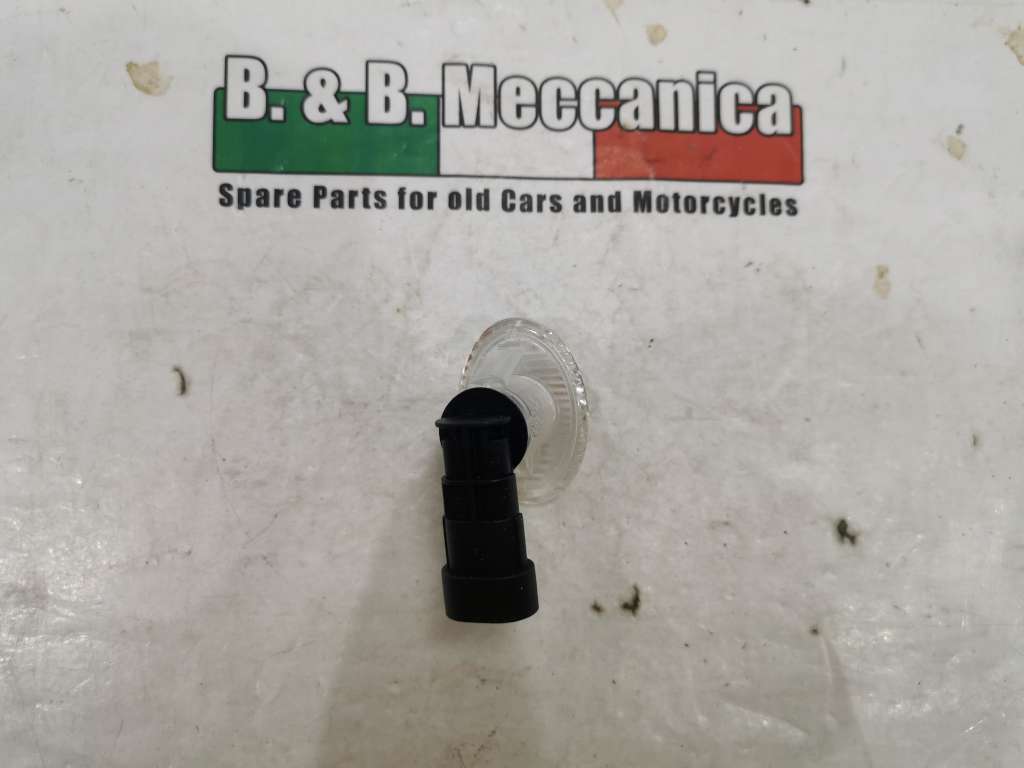 B. & B. Meccanica
Spare Parts for old Cars and Motorcycles